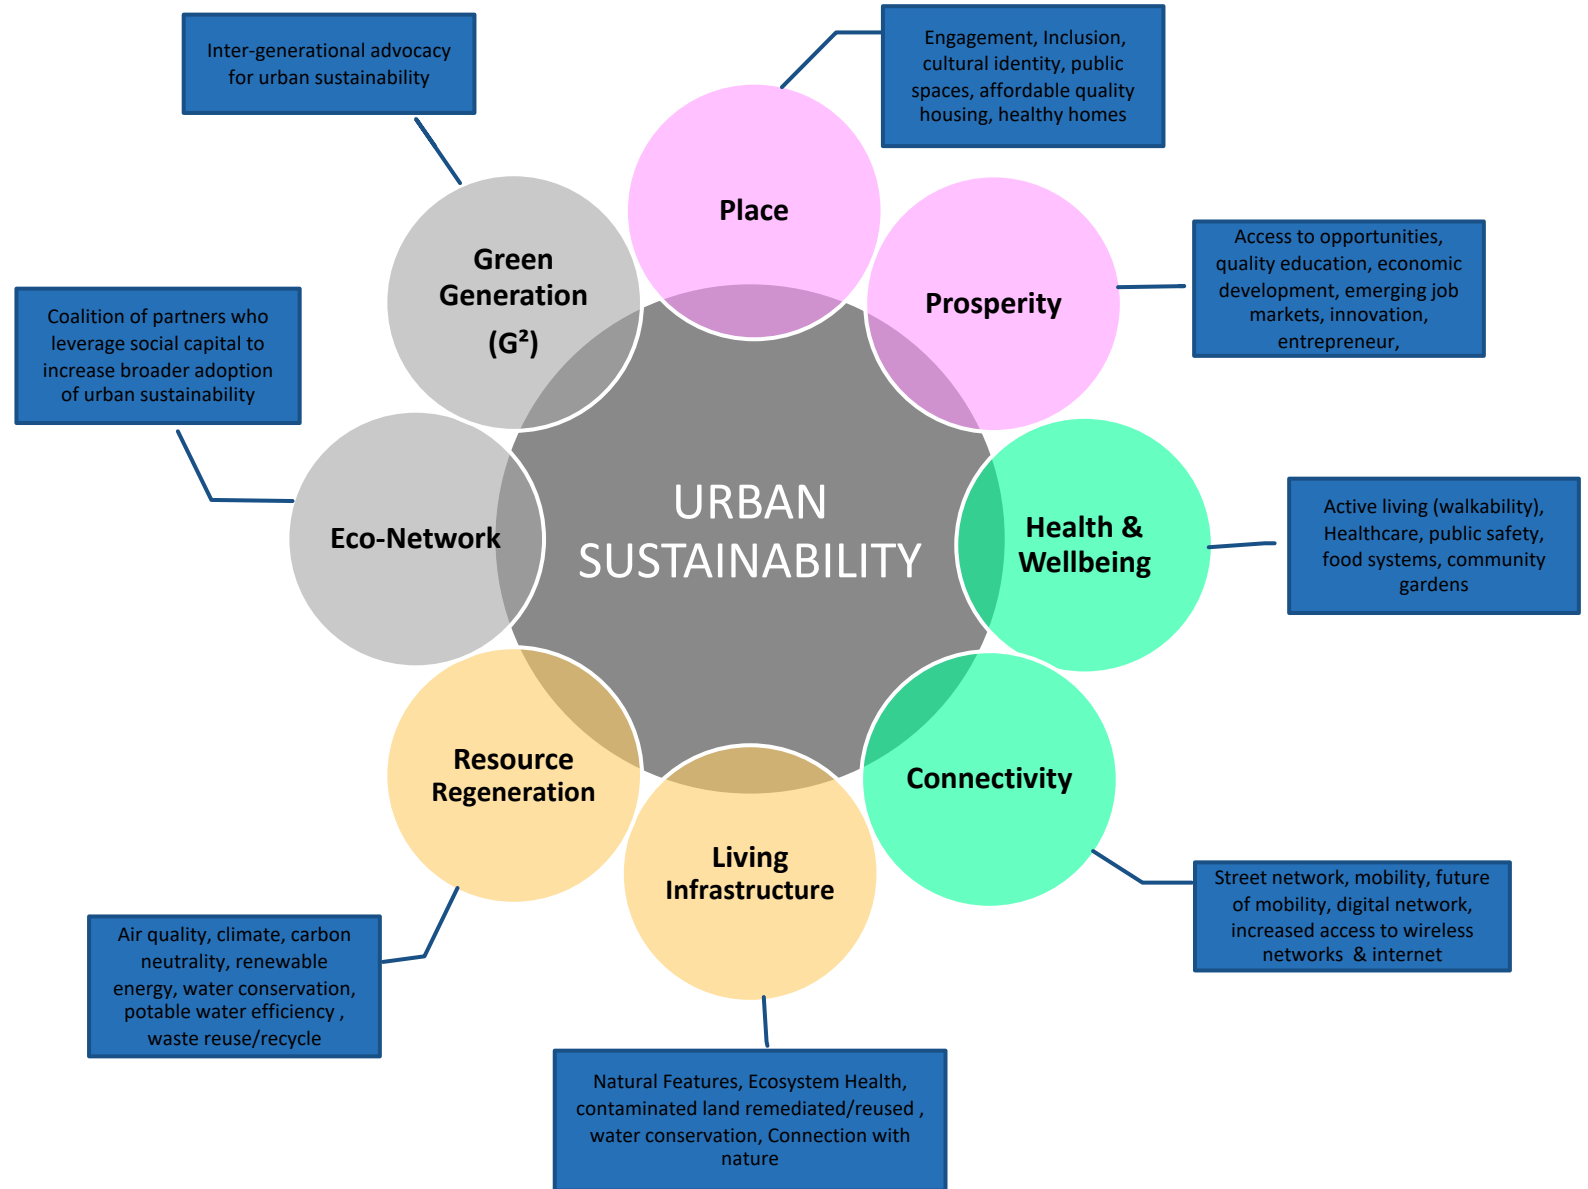 Inter-generational advocacy
for urban sustainability
Engagement, Inclusion,
cultural identity, public
spaces, affordable quality
housing, healthy homes
Place
Green
Generation
(G²)
Prosperity
Access to opportunities,
quality education, economic
development, emerging job
markets, innovation,
entrepreneur,
Coalition of partners who
leverage social capital to
increase broader adoption
of urban sustainability
Eco-Network
URBAN
SUSTAINABILITY
Health &
Wellbeing
Active living (walkability),
Healthcare, public safety,
food systems, community
gardens
Resource
Regeneration
Connectivity
Living
Infrastructure
Street network, mobility, future
of mobility, digital network,
increased access to wireless
networks & internet
Air quality, climate, carbon
neutrality, renewable
energy, water conservation,
potable water efficiency ,
waste reuse/recycle
Natural Features, Ecosystem Health,
contaminated land remediated/reused ,
water conservation, Connection with
nature